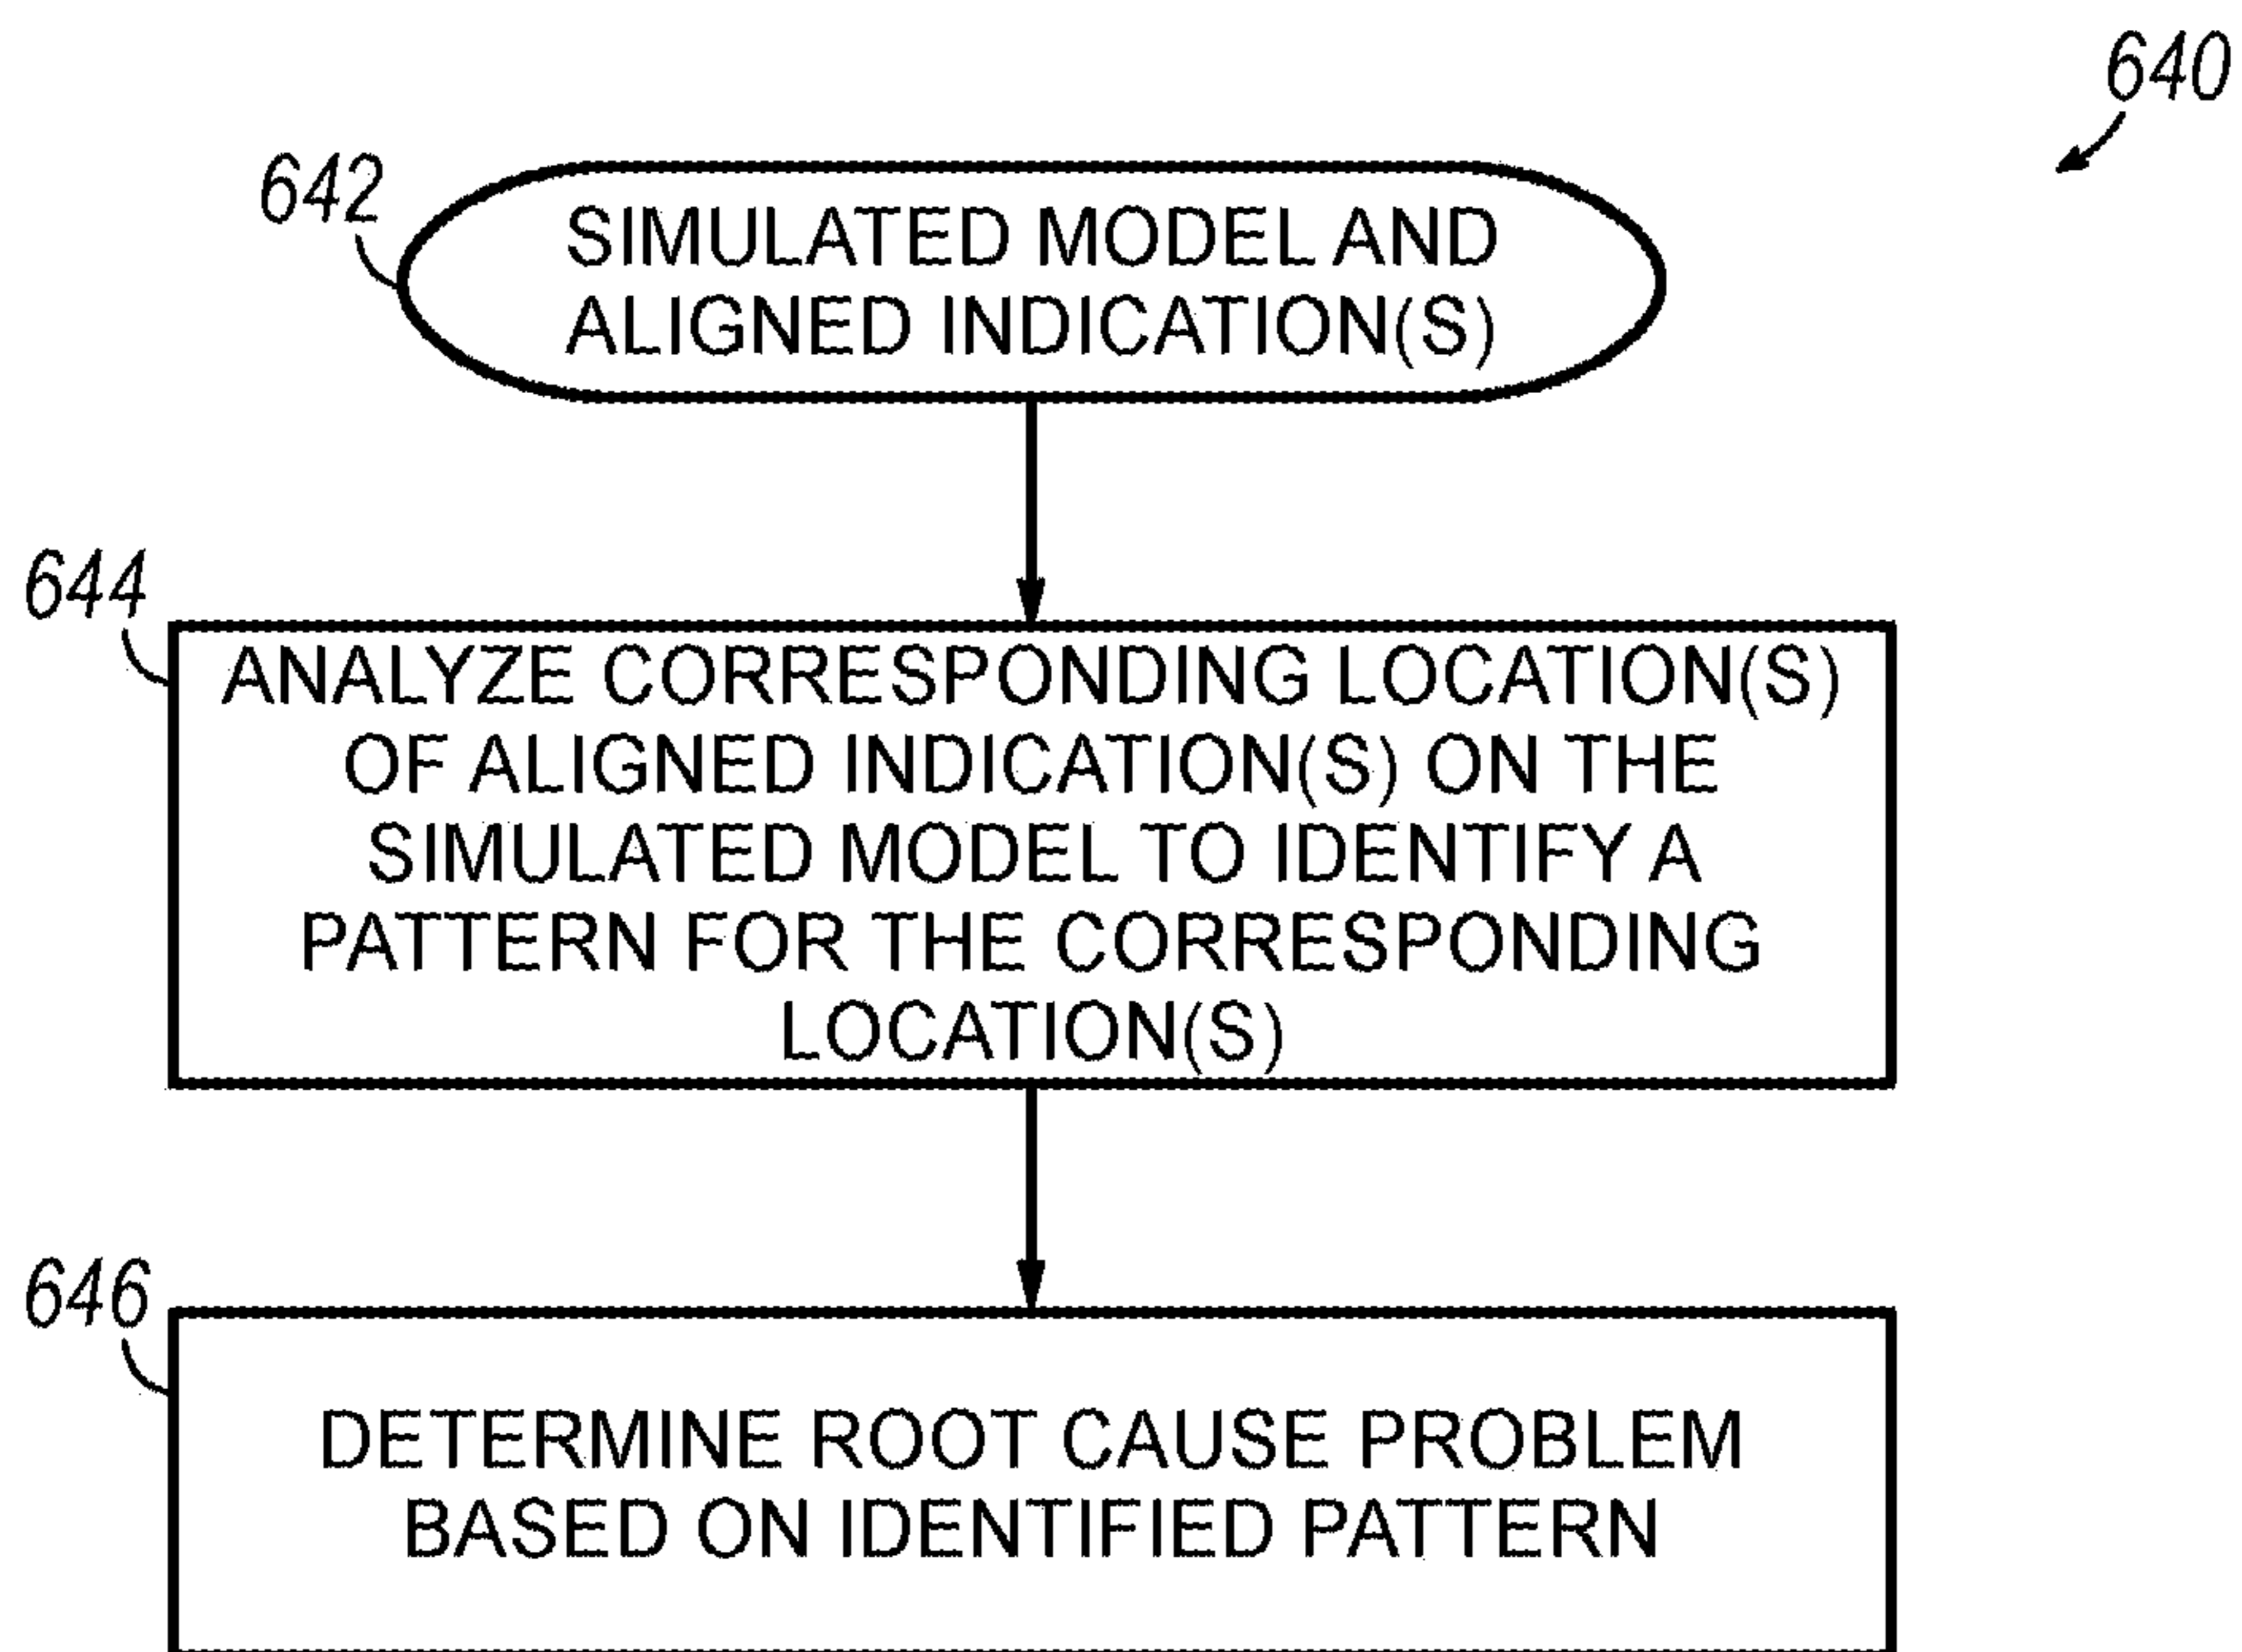 640
642
SIMULATED MODEL AND
ALIGNED INDICATION(S)
644
ANALYZE CORRESPONDING LOCATION(S)
OF ALIGNED INDICATION(S) ON THE
SIMULATED MODEL TO IDENTIFY A
PATTERN FOR THE CORRESPONDING
LOCATION(S)
646
DETERMINE ROOT CAUSE PROBLEM
BASED ON IDENTIFIED PATTERN